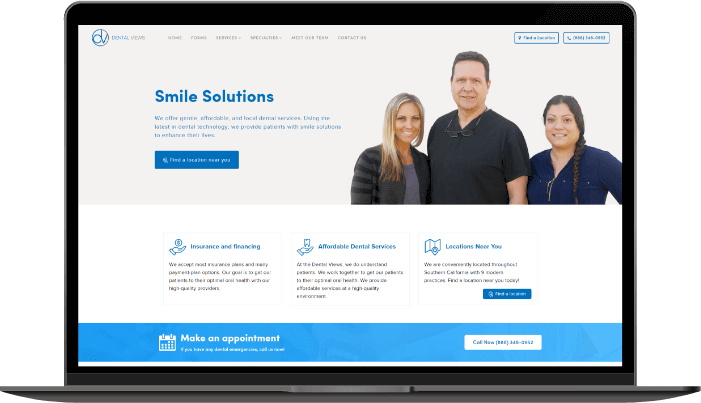 dv DENTAL VIEWS HOME FORMS SERVICES SPECIALTIES MEET OUR TEAM CONTACT US Find a Location (866) 348-0952
Smile Solutions
We offer gentle, affordable, and local dental services. Using the
latest in dental technology, we provide patients with smile solutions
to enhance their lives.
Find a location near you
Insurance and financing
We accept most insurance plans and many
payment plan options. Our goal is to get our
patients to their optimal oral health with our
high-quality providers.
Affordable Dental Services
At the Dental Views, we do understand
patients. We work together to get our patients
to their optimal oral health. We provide
affordable services at a high-quality
environment.
Locations Near You
We are conveniently located throughout
Southern California with 9 modern
practices. Find a location near you today!
Find a location
Make an appointment
If you have any dental emergencies, call us now!
Call Now (866) 348-0952